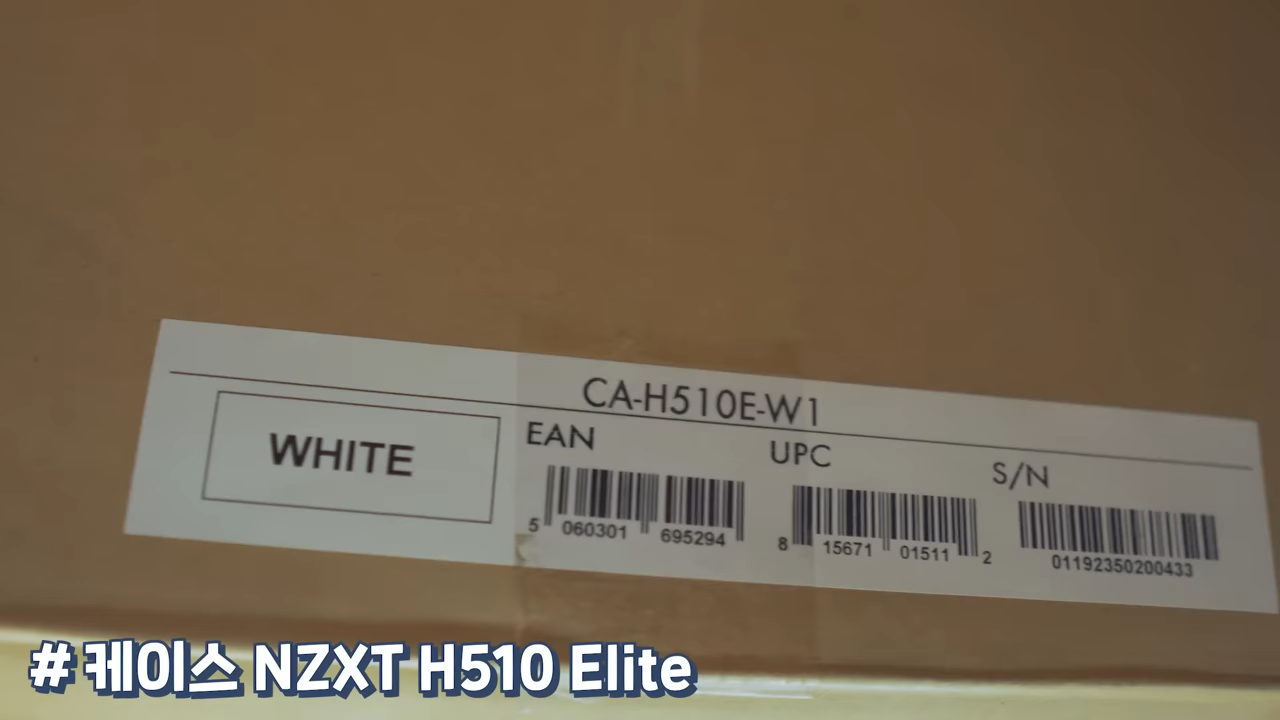 CA-H510E-W1
WHITE
EAN
5 060301 695294
UPC
8 15671 01511 2
S/N
01192350200433
# 케이스 NZXT H510 Elite